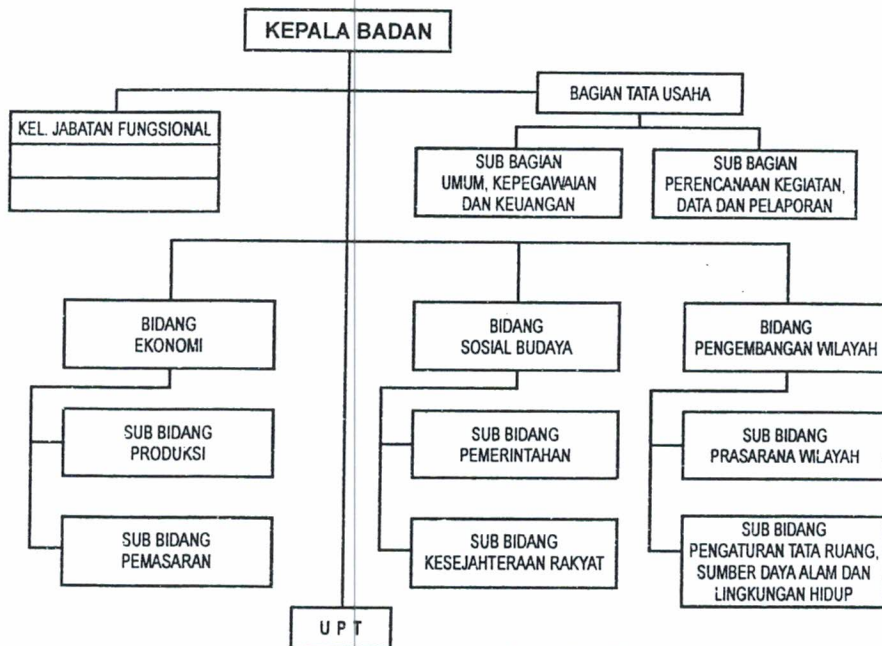 KEPALA BADAN
BAGIAN TATA USAHA
KEL. JABATAN FUNGSIONAL
SUB BAGIAN
UMUM, KEPEGAWAIAN
DAN KEUANGAN
SUB BAGIAN
PERENCANAAN KEGIATAN,
DATA DAN PELAPORAN
BIDANG
EKONOMI
BIDANG
SOSIAL BUDAYA
BIDANG
PENGEMBANGAN WILAYAH
SUB BIDANG
PRODUKSI
SUB BIDANG
PEMERINTAHAN
SUB BIDANG
PRASARANA WILAYAH
SUB BIDANG
PEMASARAN
SUB BIDANG
KESEJAHTERAAN RAKYAT
SUB BIDANG
PENGATURAN TATA RUANG,
SUMBER DAYA ALAM DAN
LINGKUNGAN HIDUP
U P T